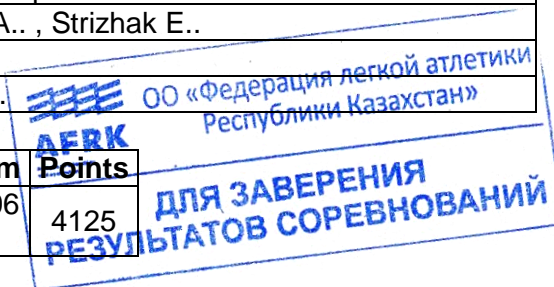 A.. , Strizhak E..
ОО «Федерация легкой атлетики
Республики Казахстан»
AFRK
m Points
06 4125
ДЛЯ ЗАВЕРЕНИЯ
РЕЗУЛЬТАТОВ СОРЕВНОВАНИЙ